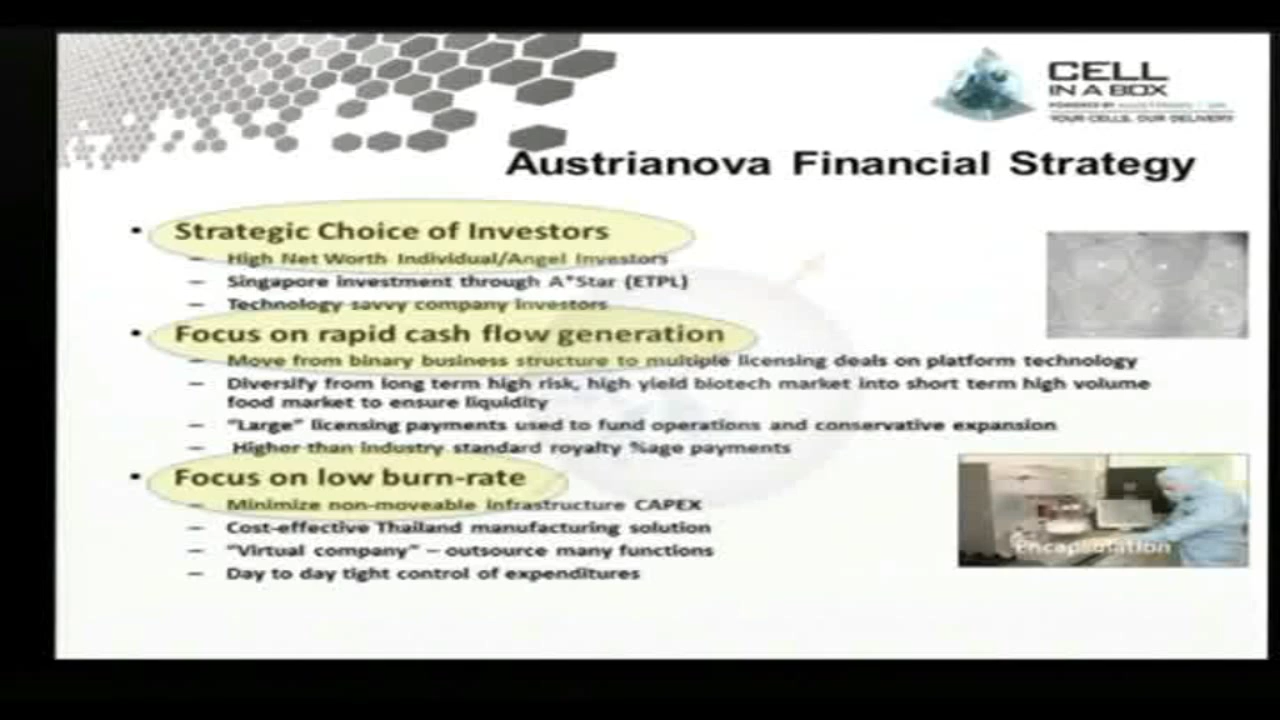 CELL
IN A BOX
POWERED BY
YOUR CELLS. OUR DELIVERY
Austrianova Financial Strategy
• Strategic Choice of Investors
– High Net Worth Individual/Angel Investors
– Singapore investment through A*Star (ETPL)
– Technology savvy company investors
• Focus on rapid cash flow generation
– Move from binary business structure to multiple licensing deals on platform technology
– Diversify from long term high risk, high yield biotech market into short term high volume
food market to ensure liquidity
– “Large” licensing payments used to fund operations and conservative expansion
– Higher than industry standard royalty %age payments
• Focus on low burn-rate
– Minimize non-moveable infrastructure CAPEX
– Cost-effective Thailand manufacturing solution
– “Virtual company” – outsource many functions
– Day to day tight control of expenditures
Encapsulation